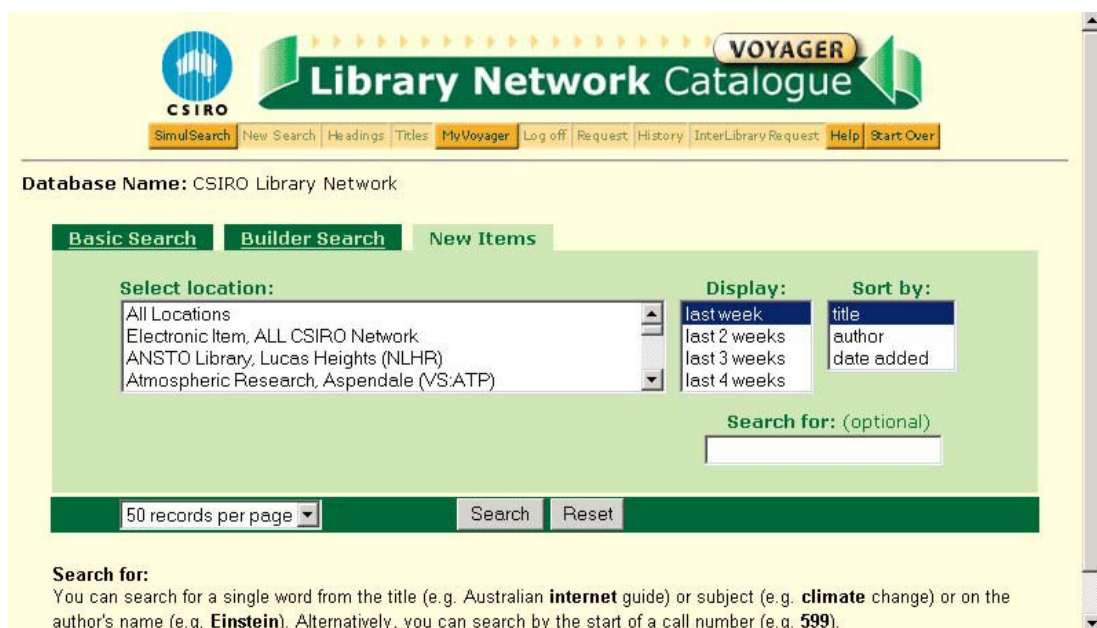 VOYAGER
Library Network Catalogue
CSIRO
SimulSearch New Search Headings Titles MyVoyager Log off Request History InterLibrary Request Help Start Over
Database Name: CSIRO Library Network
Basic Search Builder Search New Items
Select location: Display: Sort by:
All Locations last week title
Electronic Item, ALL CSIRO Network last 2 weeks author
ANSTO Library, Lucas Heights (NLHR) last 3 weeks date added
Atmospheric Research, Aspendale (VS:ATP) last 4 weeks
Search for: (optional)
50 records per page Search Reset
Search for:
You can search for a single word from the title (e.g. Australian internet guide) or subject (e.g. climate change) or on the
author's name (e.g. Einstein). Alternatively, you can search by the start of a call number (e.g. 599).